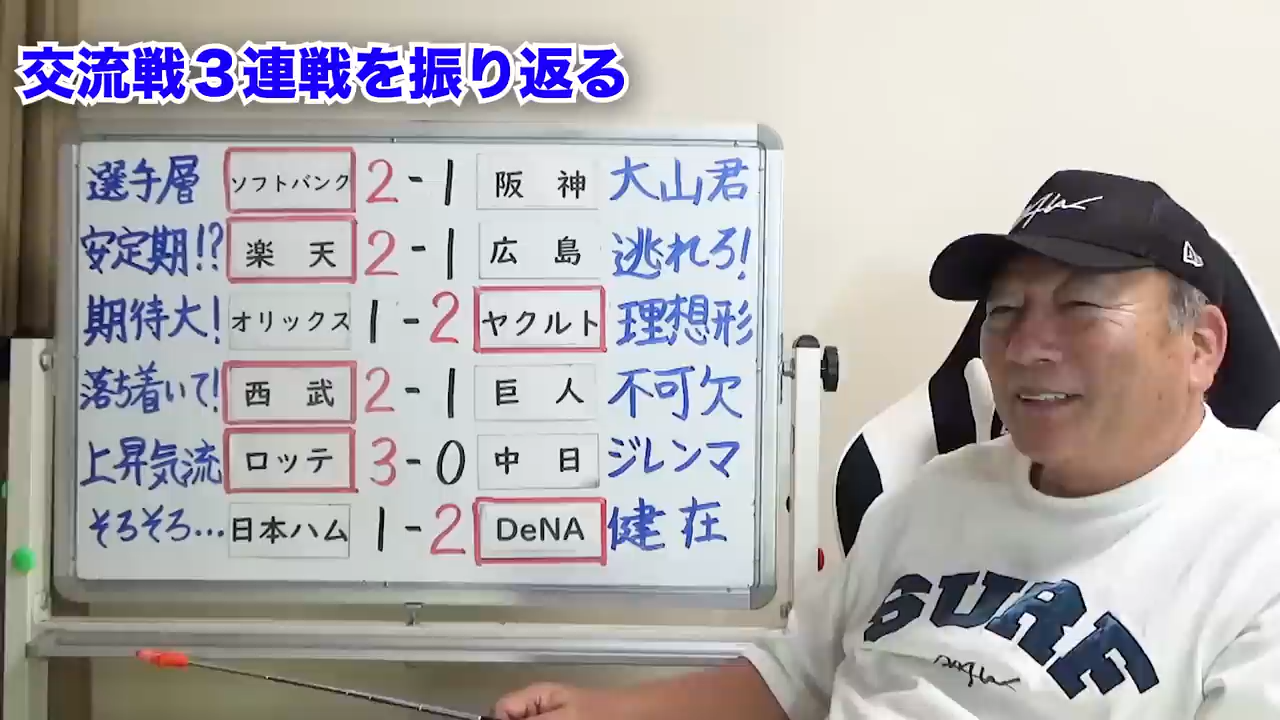 交流戦３連戦を振り返る
選手層 ソフトバンク 2-1 阪神 大山君
安定期!? 楽天 2-1 広島 逃れろ!
期待大! オリックス 1-2 ヤクルト 理想形
落ち着いて! 西武 2-1 巨人 不可欠
上昇気流 ロッテ 3-0 中日 ジレンマ
そろそろ... 日本ハム 1-2 DeNA 健在
SURF